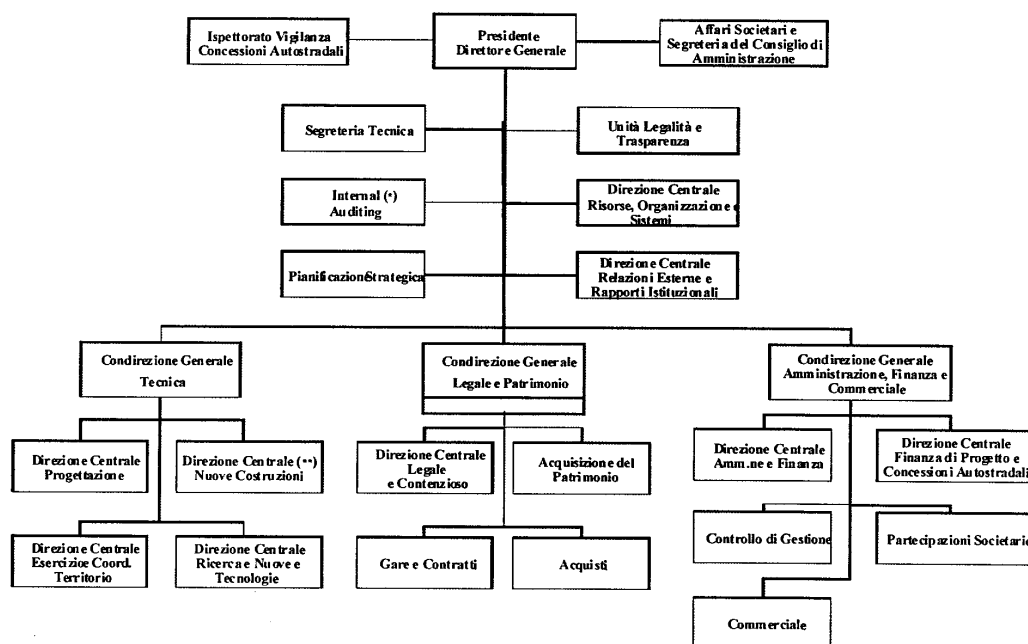 Ispettorato Vigilanza
Concessioni Autostradali
Presidente
Direttore Generale
Affari Societari e
Segreteria del Consiglio di
Amministrazione
Segreteria Tecnica
Unità Legalità e
Trasparenza
Internal (*)
Auditing
Direzione Centrale
Risorse, Organizzazione e
Sistemi
Pianificazione Strategica
Direzione Centrale
Relazioni Esterne e
Rapporti Istituzionali
Condirezione Generale
Tecnica
Condirezione Generale
Legale e Patrimonio
Condirezione Generale
Amministrazione, Finanza e
Commerciale
Direzione Centrale
Progettazione
Direzione Centrale (**)
Nuove Costruzioni
Direzione Centrale
Legale
e Contenzioso
Acquisizione del
Patrimonio
Direzione Centrale
Amm.ne e Finanza
Direzione Centrale
Finanza di Progetto e
Concessioni Autostradali
Direzione Centrale
Esercizio e Coord.
Territorio
Direzione Centrale
Ricerca e Nuove e
Tecnologie
Gare e Contratti
Acquisti
Controllo di Gestione
Partecipazioni Societarie
Commerciale